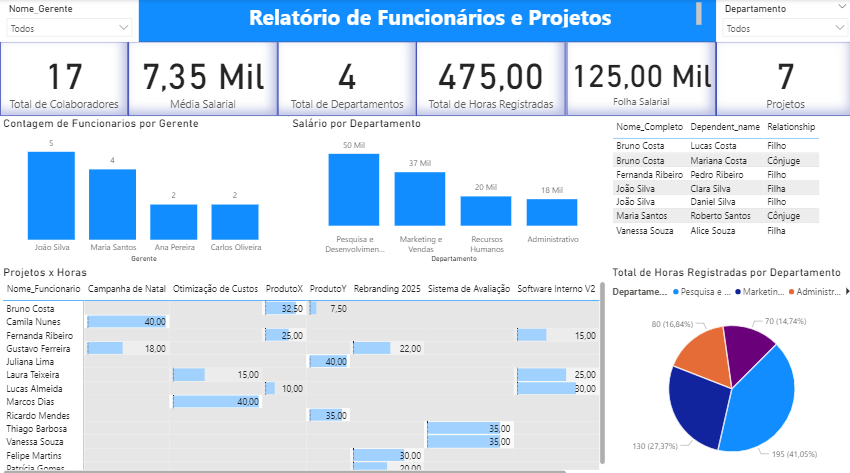 Nome_Gerente
Todos
Relatório de Funcionários e Projetos
Departamento
Todos
17
Total de Colaboradores
7,35 Mil
Média Salarial
4
Total de Departamentos
475,00
Total de Horas Registradas
125,00 Mil
Folha Salarial
7
Projetos
Contagem de Funcionarios por Gerente
5
4
2
2
João Silva Maria Santos Ana Pereira Carlos Oliveira
Gerente
Salário por Departamento
50 Mil
37 Mil
20 Mil
18 Mil
Pesquisa e Desenvolvimen... Marketing e Vendas Recursos Humanos Administrativo
Departamento
Nome_Completo Dependent_name Relationship
Bruno Costa Lucas Costa Filho
Bruno Costa Mariana Costa Cônjuge
Fernanda Ribeiro Pedro Ribeiro Filho
João Silva Clara Silva Filha
João Silva Daniel Silva Filho
Maria Santos Roberto Santos Cônjuge
Vanessa Souza Alice Souza Filha
Projetos x Horas
Nome_Funcionario Campanha de Natal Otimização de Custos ProdutoX ProdutoY Rebranding 2025 Sistema de Avaliação Software Interno V2
Bruno Costa 32,50 7,50
Camila Nunes 40,00
Fernanda Ribeiro 25,00 15,00
Gustavo Ferreira 18,00 22,00
Juliana Lima 40,00
Laura Teixeira 15,00 25,00
Lucas Almeida 10,00 30,00
Marcos Dias 40,00
Ricardo Mendes 35,00
Thiago Barbosa 35,00
Vanessa Souza 35,00
Felipe Martins 30,00
Patrícia Gomes 20,00
Total de Horas Registradas por Departamento
Departame... Pesquisa e ... Marketin... Administr...
70 (14,74%)
80 (16,84%)
130 (27,37%)
195 (41,05%)